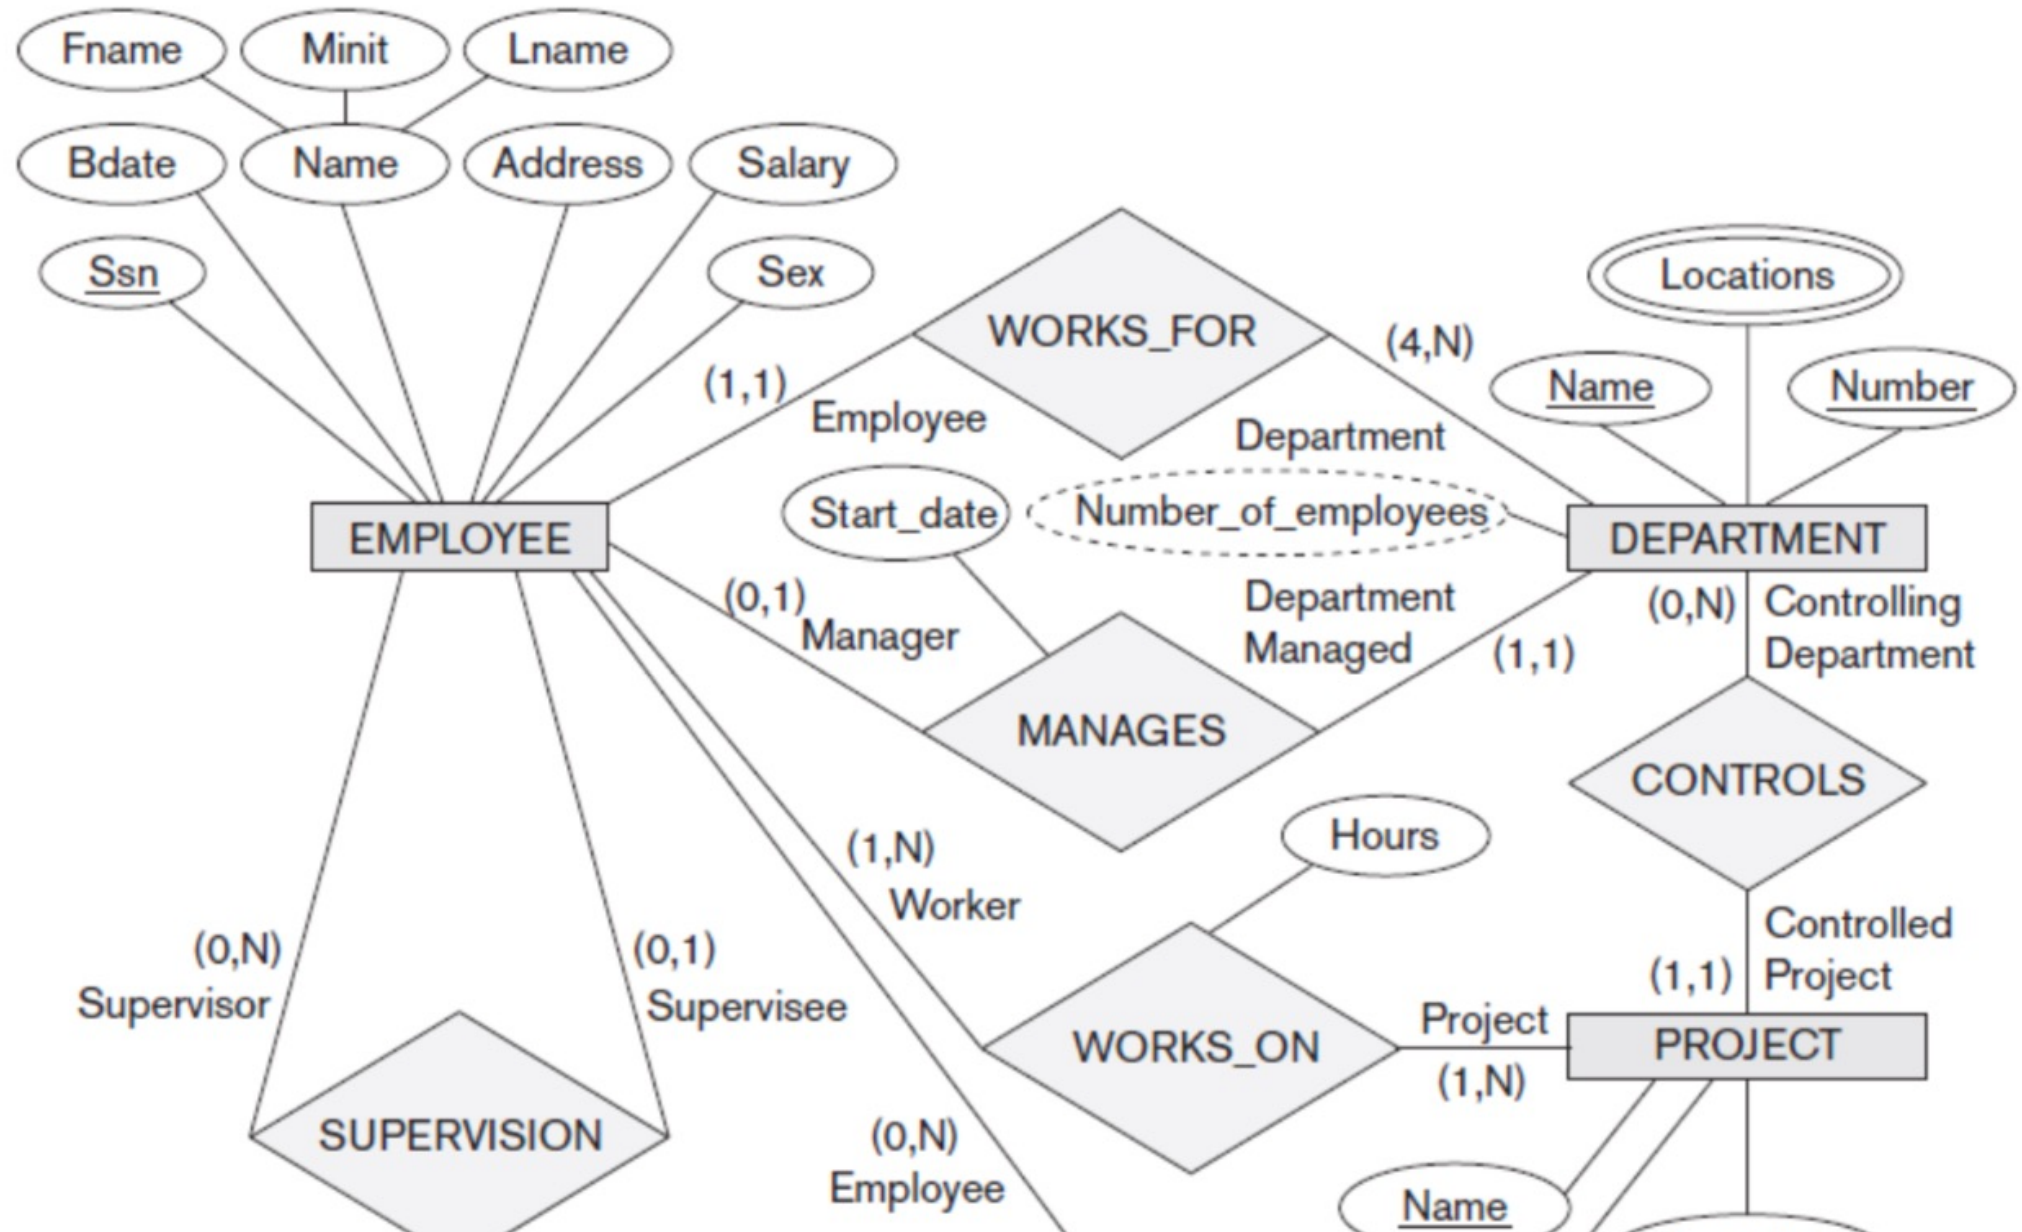 Fname Minit Lname
Bdate Name Address Salary
Ssn Sex
Locations
WORKS_FOR
(4,N)
(1,1)
Name Number
Employee
Department
Start_date Number_of_employees
EMPLOYEE DEPARTMENT
(0,1)
Manager
Department
Managed
(1,1)
(0,N)
Controlling
Department
MANAGES
CONTROLS
Hours
(1,N)
Worker
(0,N)
Supervisor
(0,1)
Supervisee
Controlled
Project
(1,1)
WORKS_ON
Project
(1,N)
PROJECT
SUPERVISION
(0,N)
Employee
Name